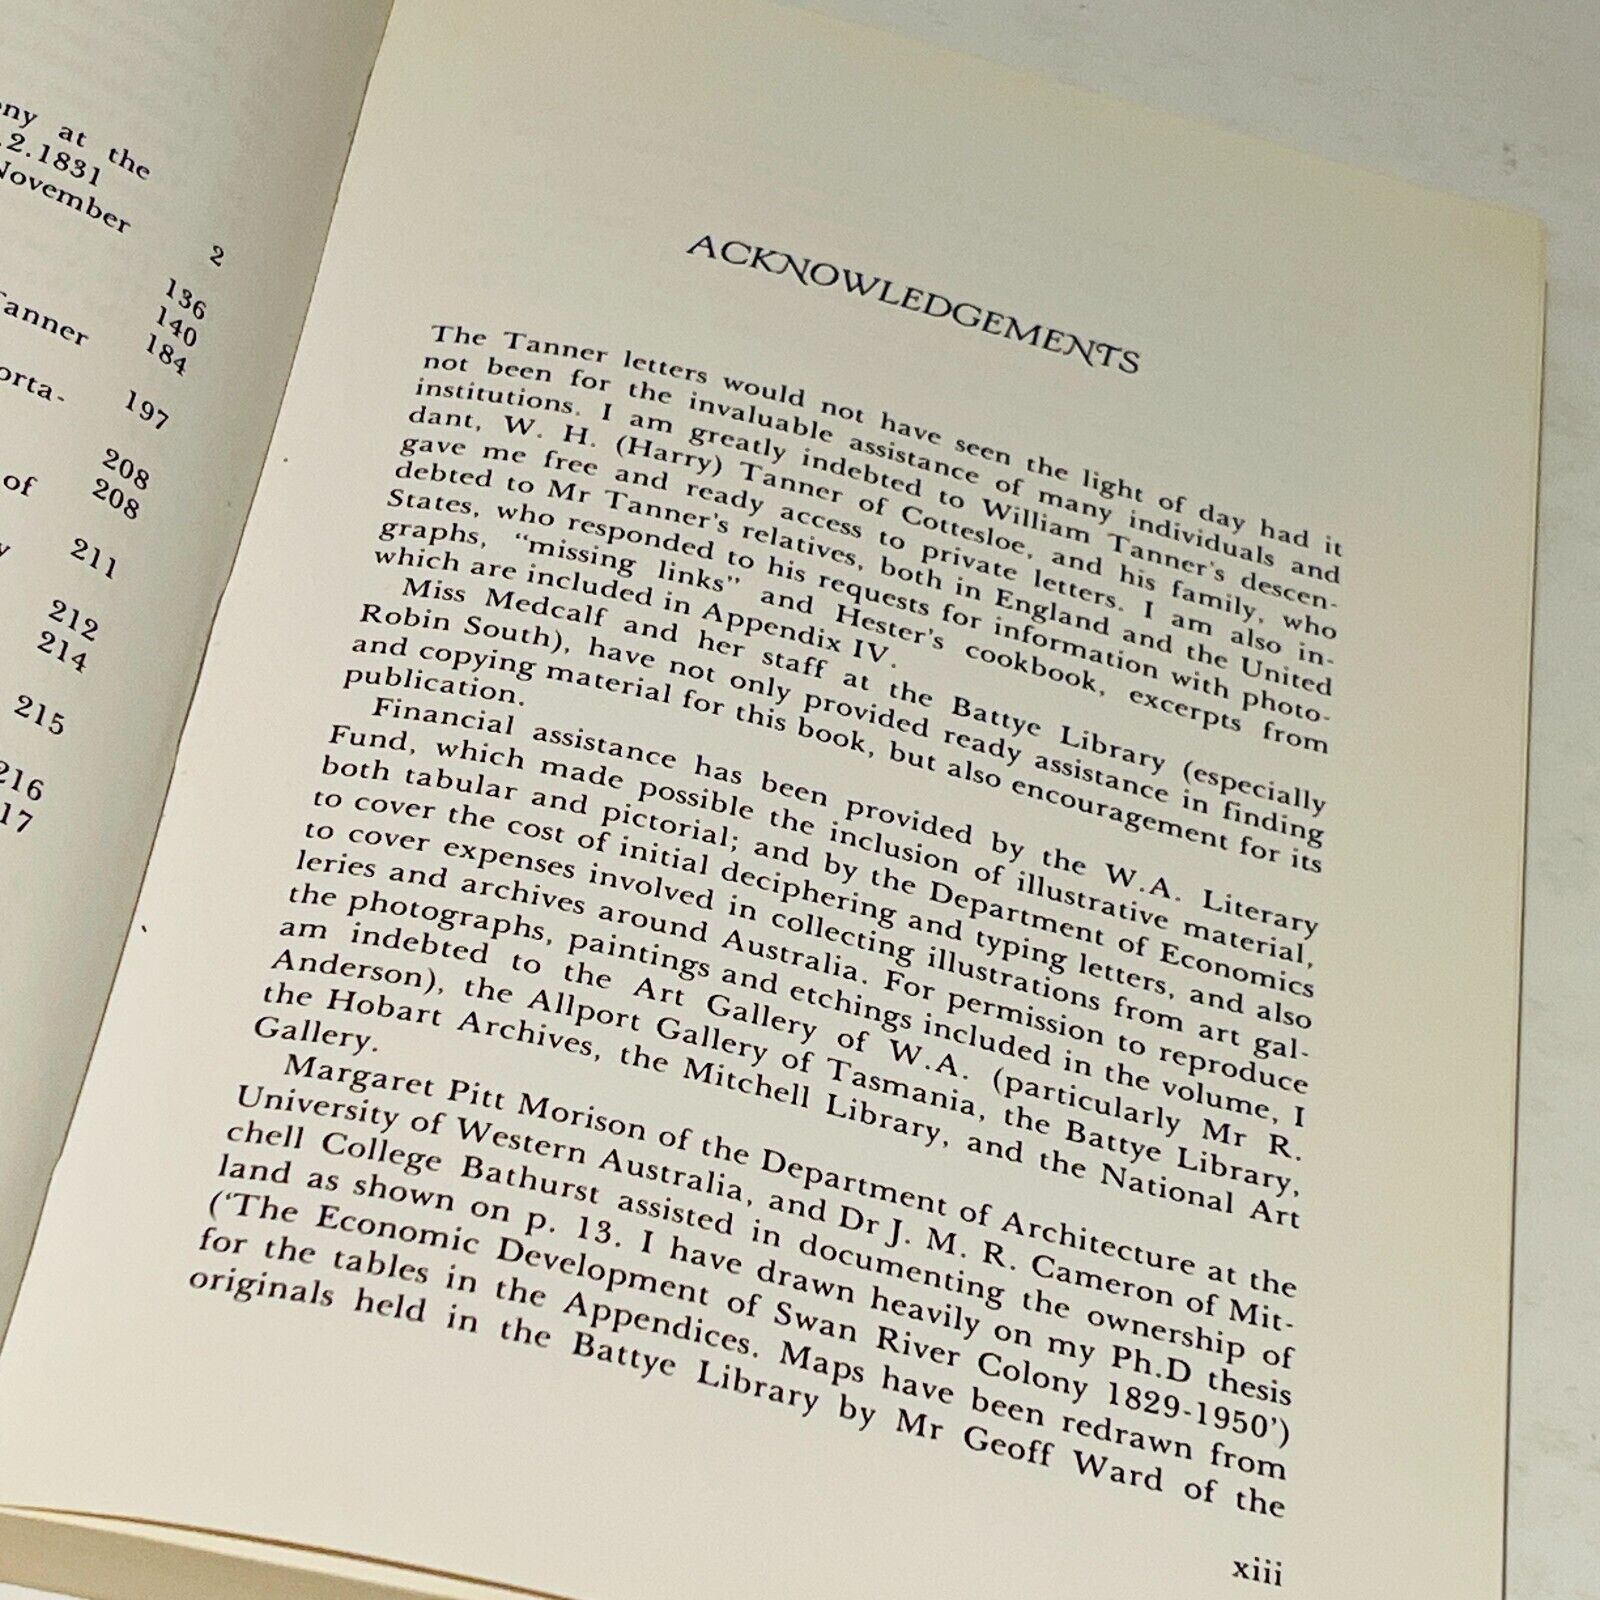 ny at the
.2.1831
November
2
136
140
anner 184
orta-
197
208
of 208
y 211
212
214
215
216
17
ACKNOWLEDGEMENTS
The Tanner letters would not have seen the light of day had it
not been for the invaluable assistance of many individuals and
institutions. I am greatly indebted to William Tanner's descen-
dant, W. H. (Harry) Tanner of Cottesloe, and his family, who
gave me free and ready access to private letters. I am also in-
debted to Mr Tanner's relatives, both in England and the United
States, who responded to his requests for information with photo-
graphs, "missing links" and Hester's cookbook, excerpts from
which are included in Appendix IV.
Miss Medcalf and her staff at the Battye Library (especially
Robin South), have not only provided ready assistance in finding
and copying material for this book, but also encouragement for its
publication.
Financial assistance has been provided by the W.A. Literary
Fund, which made possible the inclusion of illustrative material,
both tabular and pictorial; and by the Department of Economics
to cover the cost of initial deciphering and typing letters, and also
to cover expenses involved in collecting illustrations from art gal-
leries and archives around Australia. For permission to reproduce
the photographs, paintings and etchings included in the volume, I
am indebted to the Art Gallery of W.A. (particularly Mr R.
Anderson), the Allport Gallery of Tasmania, the Battye Library,
the Hobart Archives, the Mitchell Library, and the National Art
Gallery.
Margaret Pitt Morison of the Department of Architecture at the
University of Western Australia, and Dr J. M. R. Cameron of Mit-
chell College Bathurst assisted in documenting the ownership of
land as shown on p. 13. I have drawn heavily on my Ph.D thesis
('The Economic Development of Swan River Colony 1829-1950')
for the tables in the Appendices. Maps have been redrawn from
originals held in the Battye Library by Mr Geoff Ward of the
xiii